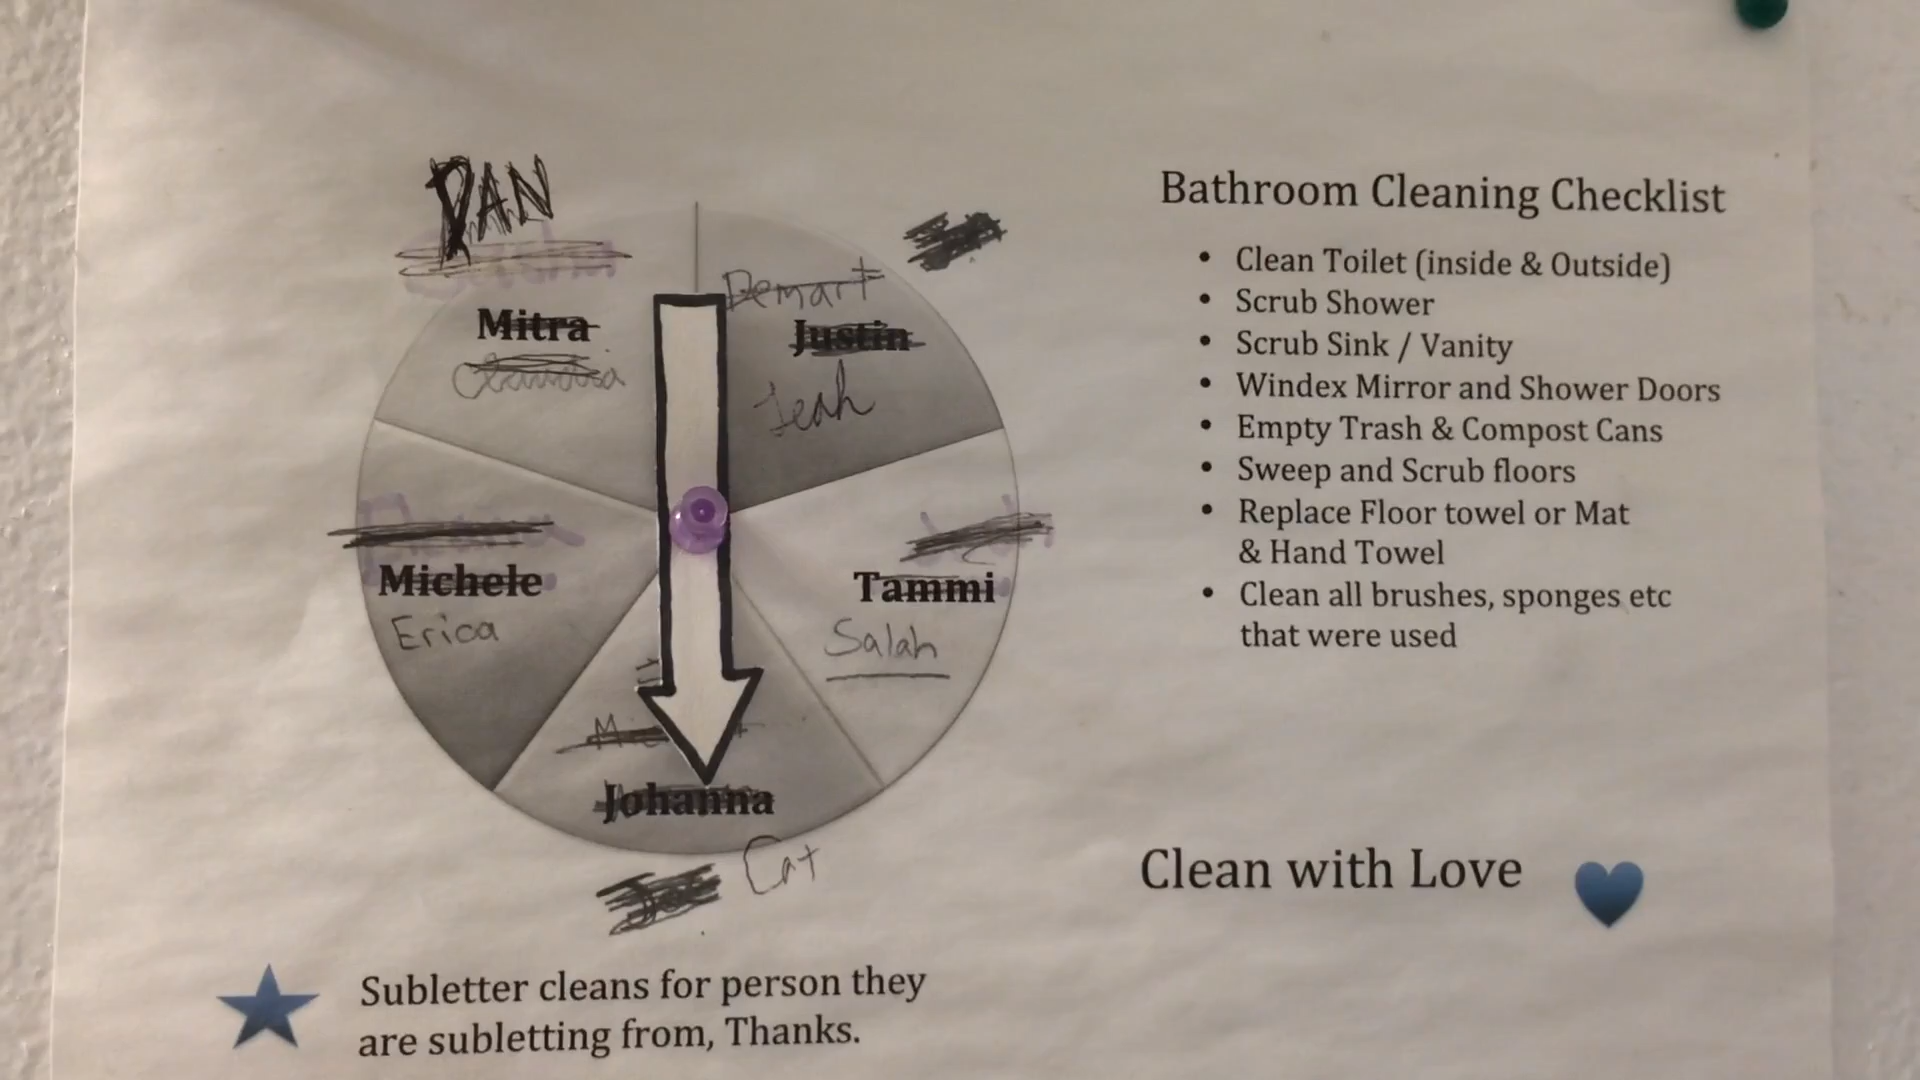 DAN
Mitra
Claudia
Demart
Justin
Leah
Michele
Erica
Tammi
Salah
Johanna
Joe
Cat
Bathroom Cleaning Checklist
• Clean Toilet (inside & Outside)
• Scrub Shower
• Scrub Sink / Vanity
• Windex Mirror and Shower Doors
• Empty Trash & Compost Cans
• Sweep and Scrub floors
• Replace Floor towel or Mat
& Hand Towel
• Clean all brushes, sponges etc
that were used
Clean with Love
Subletter cleans for person they
are subletting from, Thanks.